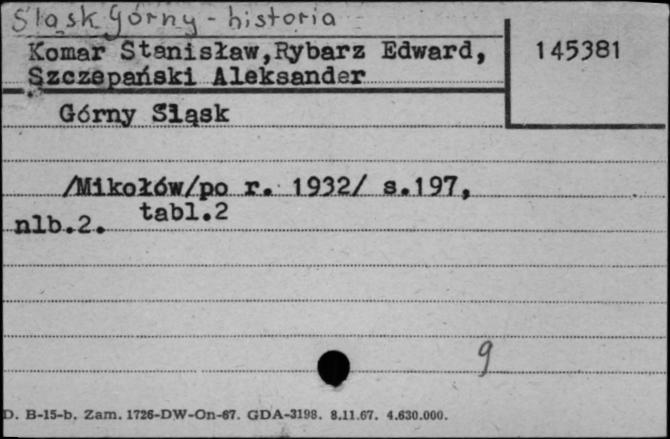 Śląsk Górny - historia
Komar Stanisław,Rybarz Edward,
Szczepański Aleksander
145381
Górny Śląsk
/Mikołów/po r. 1932/ s.197,
nlb.2. tabl.2
9
D. B-15-b. Zam. 1726-DW-On-67. GDA-3198. 8.11.67. 4.630.000.